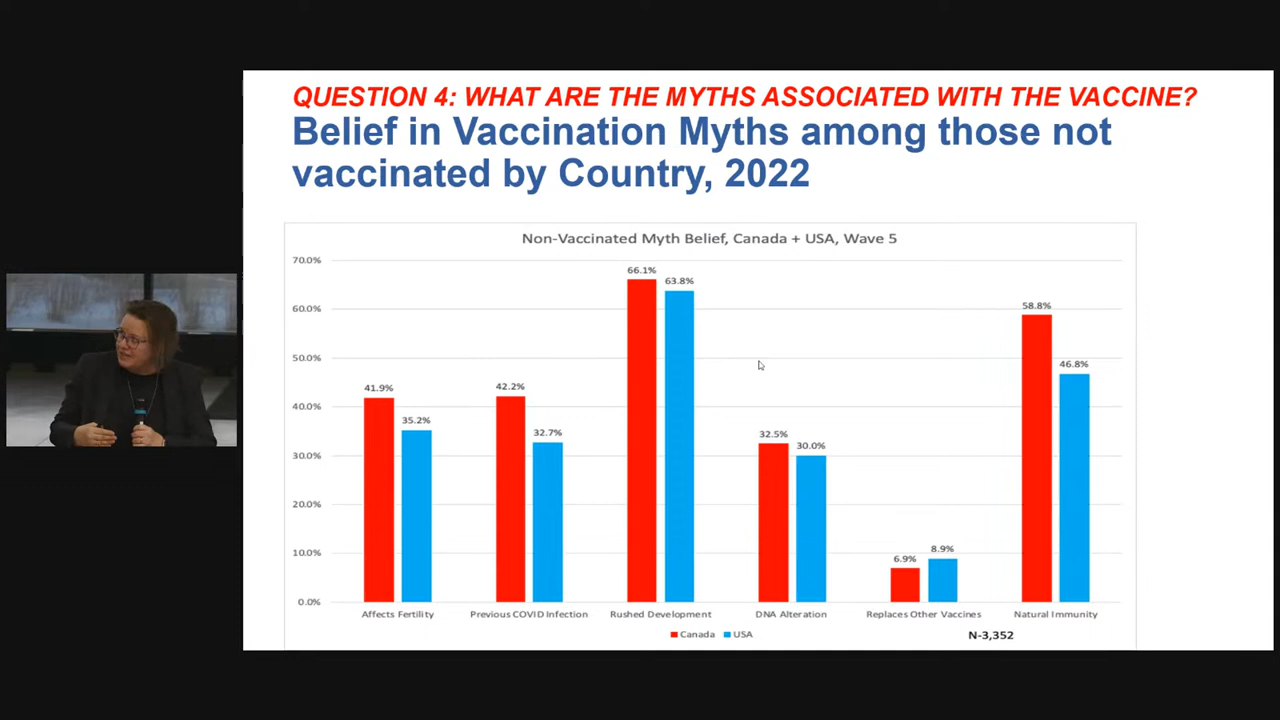 QUESTION 4: WHAT ARE THE MYTHS ASSOCIATED WITH THE VACCINE?
Belief in Vaccination Myths among those not
vaccinated by Country, 2022
Non-Vaccinated Myth Belief, Canada + USA, Wave 5
70.0%
60.0%
50.0%
40.0%
30.0%
20.0%
10.0%
0.0%
41.9%
35.2%
42.2%
32.7%
66.1%
63.8%
32.5%
30.0%
6.9%
8.9%
58.8%
46.8%
Affects Fertility
Previous COVID Infection
Rushed Development
DNA Alteration
Replaces Other Vaccines
Natural Immunity
Canada
USA
N-3,352